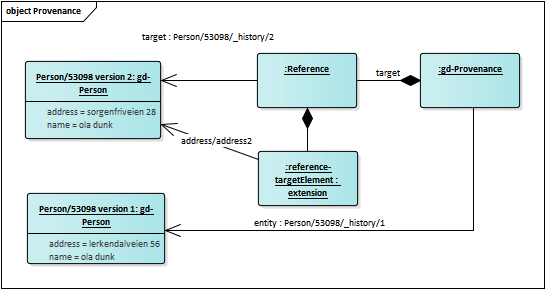 object Provenance
target : Person/53098/_history/2
Person/53098 version 2: gd-
Person
address = sorgenfriveien 28
name = ola dunk
:Reference
target
:gd-Provenance
address/address2
:reference-
targetElement :
extension
Person/53098 version 1: gd-
Person
address = lerkendalveien 56
name = ola dunk
entity : Person/53098/_history/1